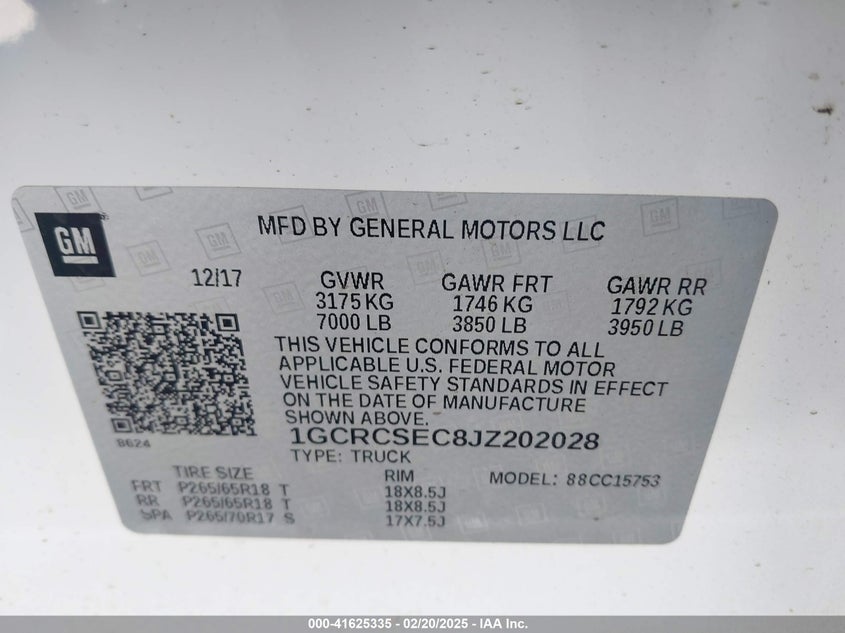 GM
MFD BY GENERAL MOTORS LLC
12/17
GVWR
3175 KG
7000 LB
GAWR FRT
1746 KG
3850 LB
GAWR RR
1792 KG
3950 LB
THIS VEHICLE CONFORMS TO ALL
APPLICABLE U.S. FEDERAL MOTOR
VEHICLE SAFETY STANDARDS IN EFFECT
ON THE DATE OF MANUFACTURE
SHOWN ABOVE.
8624
1GCRCSEC8JZ202028
TYPE: TRUCK
MODEL: 88CC15753
TIRE SIZE RIM
FRT P265/65R18 T 18X8.5J
RR P265/65R18 T 18X8.5J
SPA P265/70R17 S 17X7.5J
000-41625335 - 02/20/2025 - IAAI Inc.